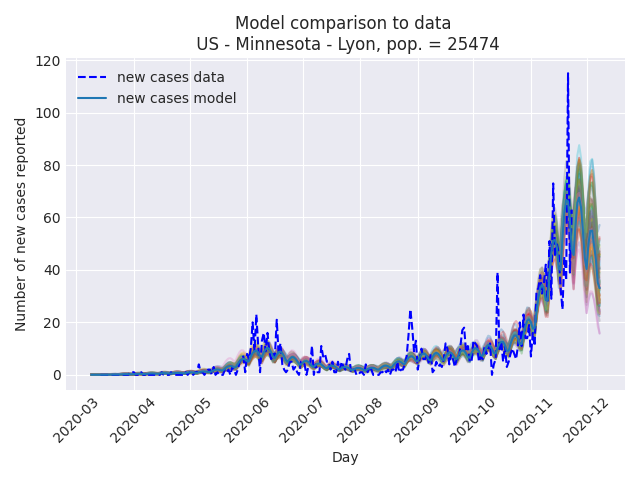 Model comparison to data
US - Minnesota - Lyon, pop. = 25474
120
100
80
60
40
20
0
Number of new cases reported
new cases data
new cases model
2020-03
2020-04
2020-05
2020-06
2020-07
2020-08
2020-09
2020-10
2020-11
2020-12
Day